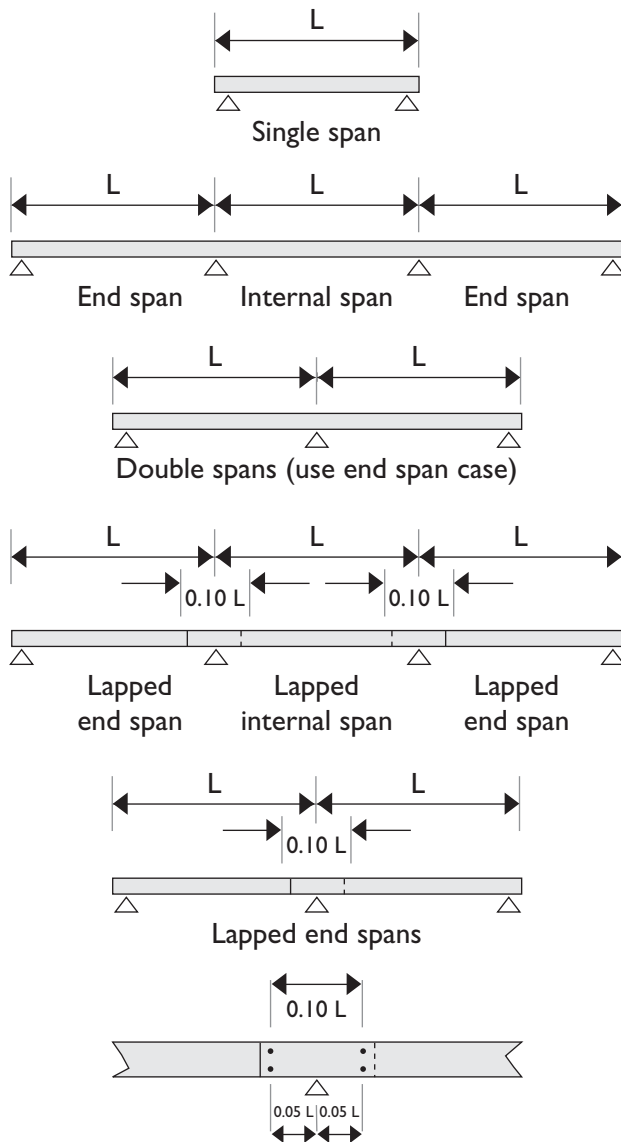 L
Single span
L L L
End span Internal span End span
L L
Double spans (use end span case)
L L L
0.10 L 0.10 L
Lapped Lapped Lapped
end span internal span end span
L L
0.10 L
Lapped end spans
0.10 L
0.05 L 0.05 L